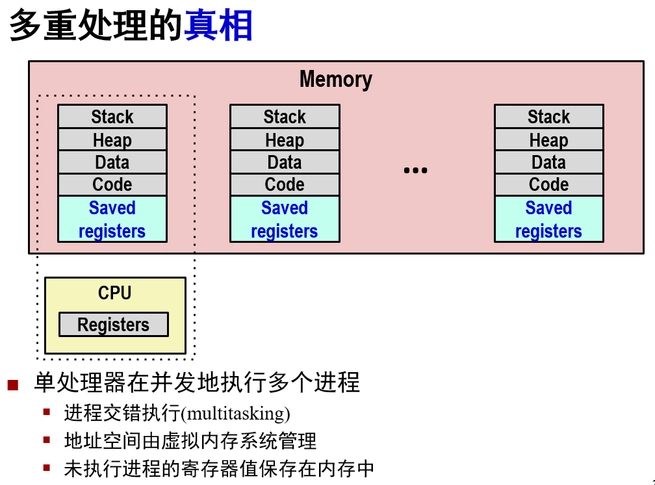 多重处理的真相
Memory
Stack
Heap
Data
Code
Saved
registers
Stack
Heap
Data
Code
Saved
registers
...
Stack
Heap
Data
Code
Saved
registers
CPU
Registers
单处理器在并发地执行多个进程
进程交错执行(multitasking)
地址空间由虚拟内存系统管理
未执行进程的寄存器值保存在内存中